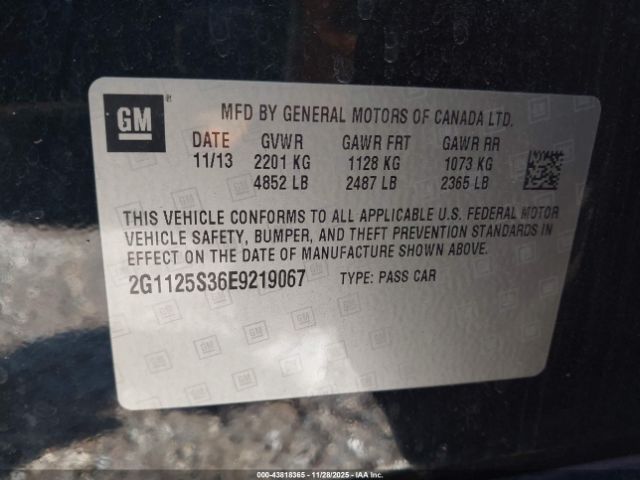 GM
MFD BY GENERAL MOTORS OF CANADA LTD.
DATE GVWR GAWR FRT GAWR RR
11/13 2201 KG 1128 KG 1073 KG
4852 LB 2487 LB 2365 LB
THIS VEHICLE CONFORMS TO ALL APPLICABLE U.S. FEDERAL MOTOR
VEHICLE SAFETY, BUMPER, AND THEFT PREVENTION STANDARDS IN
EFFECT ON THE DATE OF MANUFACTURE SHOWN ABOVE.
2G1125S36E9219067 TYPE: PASS CAR
000-43818365 | 11/28/2025 | IAA Inc.